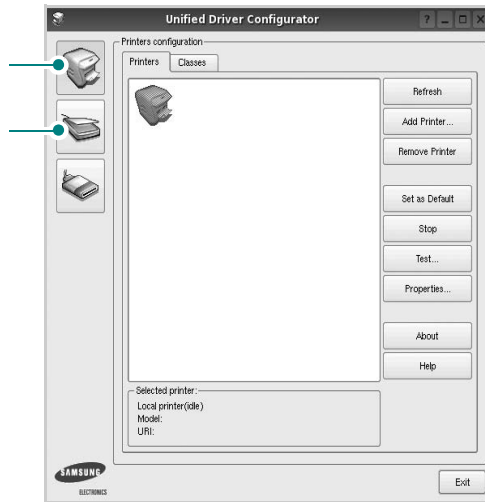 Unified Driver Configurator
Printers configuration
Printers
Classes
Refresh
Add Printer...
Remove Printer
Set as Default
Stop
Test...
Properties...
About
Help
Selected printer:
Local printer(idle)
Model:
URI:
SAMSUNG
ELECTRONICS
Exit